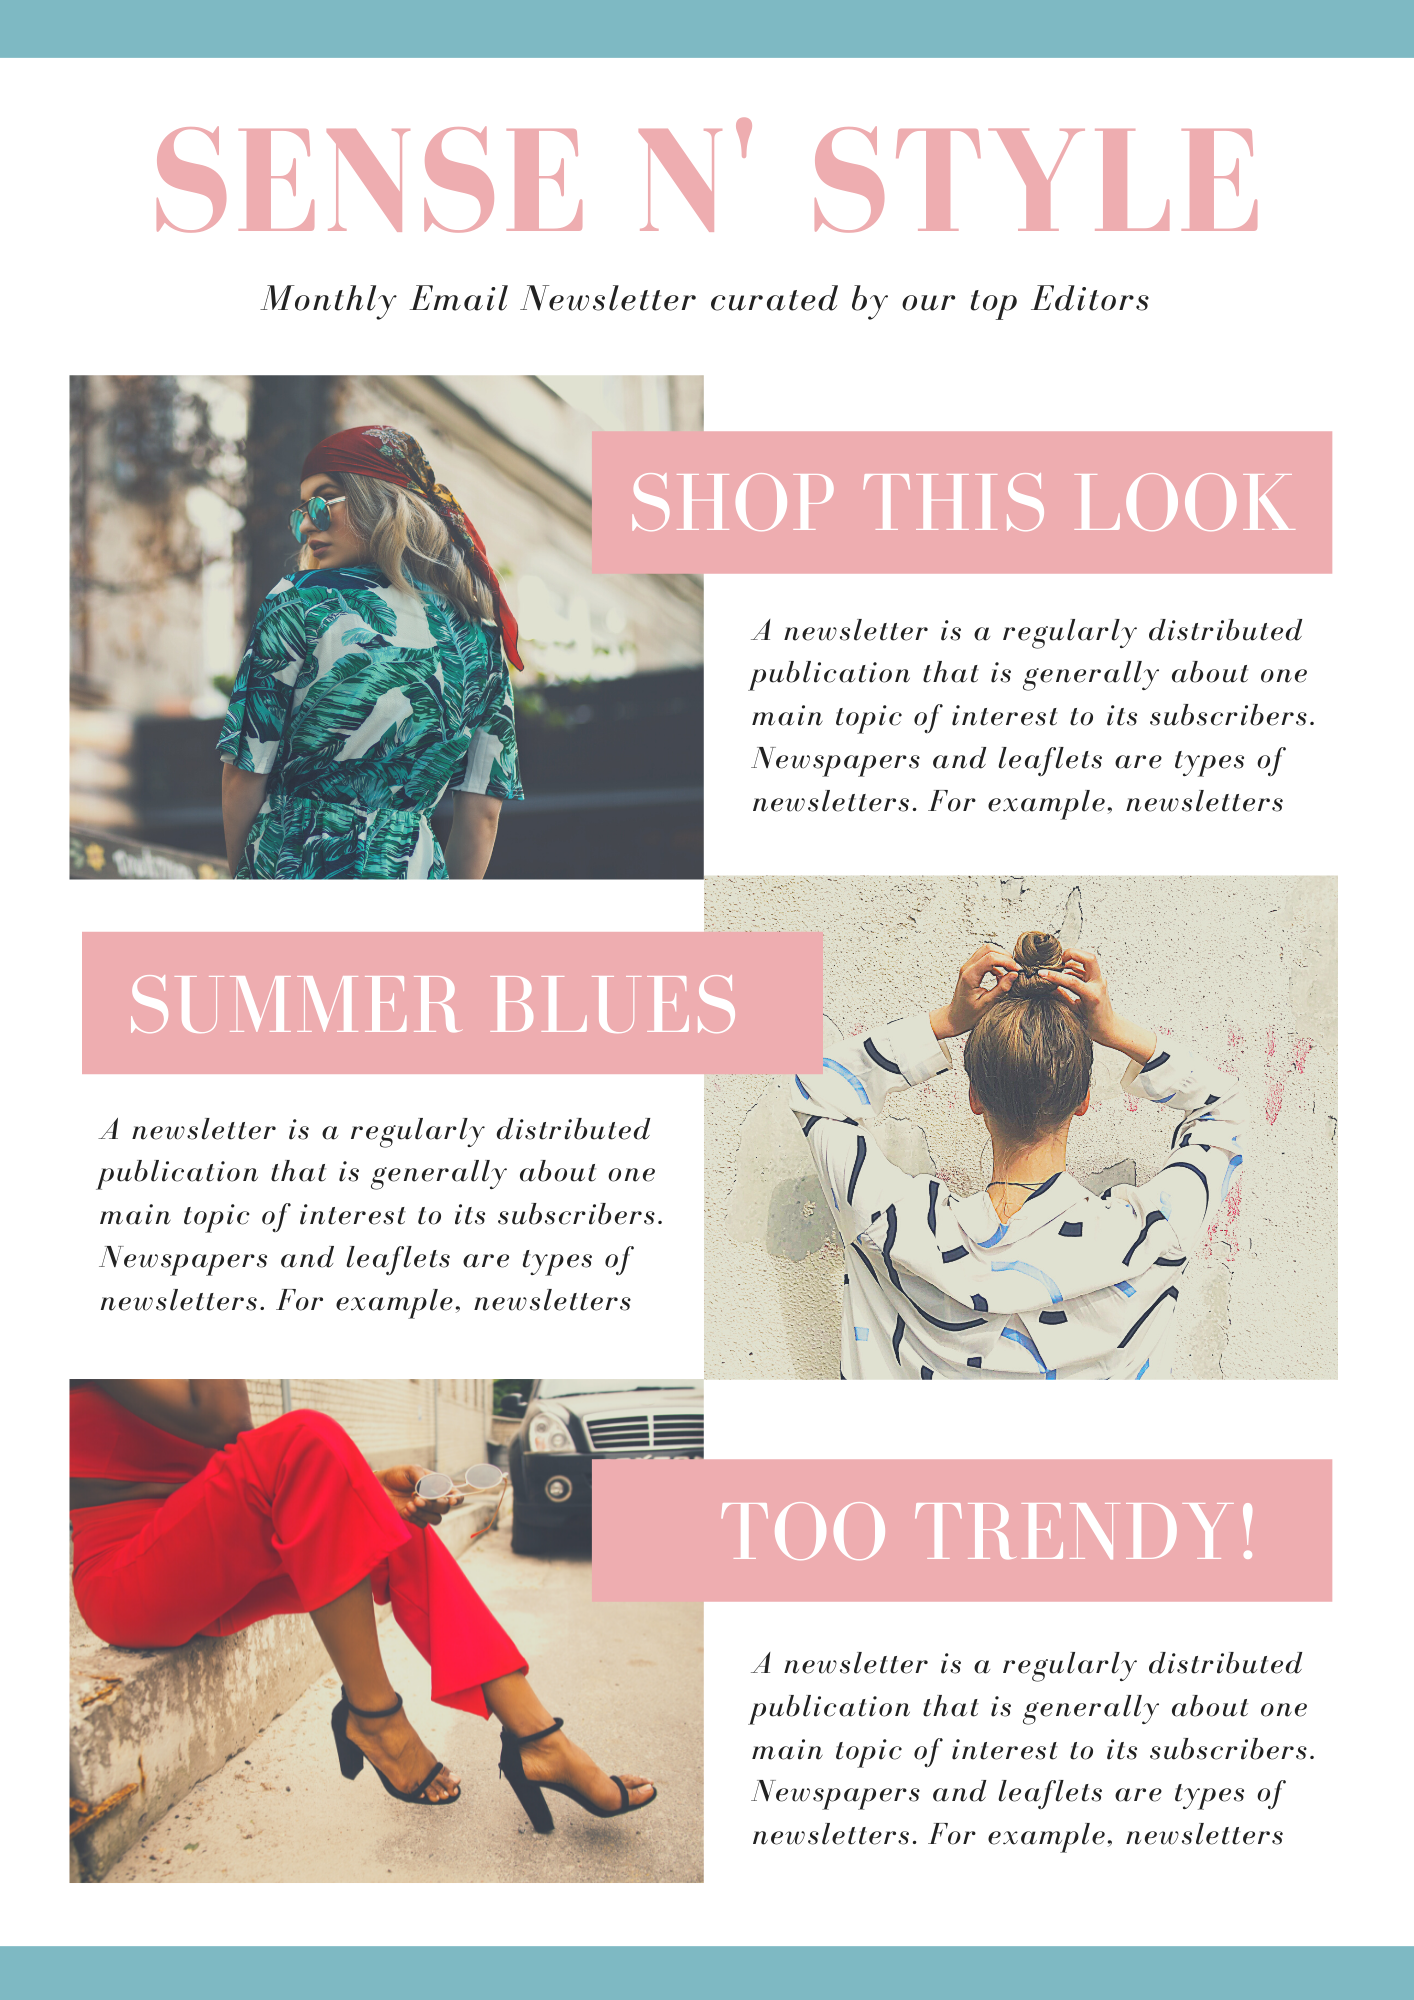 SENSE N' STYLE
Monthly Email Newsletter curated by our top Editors
SHOP THIS LOOK
A newsletter is a regularly distributed
publication that is generally about one
main topic of interest to its subscribers.
Newspapers and leaflets are types of
newsletters. For example, newsletters
SUMMER BLUES
A newsletter is a regularly distributed
publication that is generally about one
main topic of interest to its subscribers.
Newspapers and leaflets are types of
newsletters. For example, newsletters
TOO TRENDY!
A newsletter is a regularly distributed
publication that is generally about one
main topic of interest to its subscribers.
Newspapers and leaflets are types of
newsletters. For example, newsletters